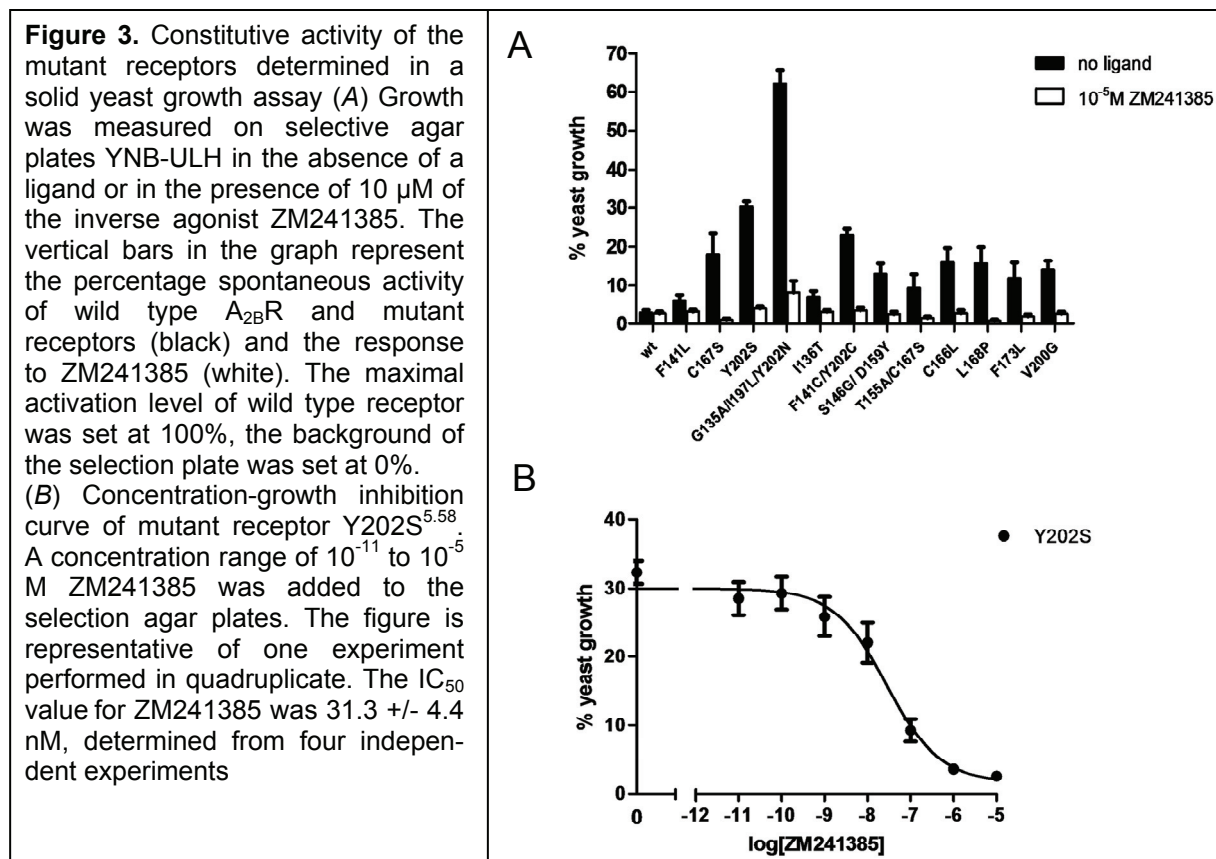 Figure 3. Constitutive activity of the
mutant receptors determined in a
solid yeast growth assay (A) Growth
was measured on selective agar
plates YNB-ULH in the absence of a
ligand or in the presence of 10 µM of
the inverse agonist ZM241385. The
vertical bars in the graph represent
the percentage spontaneous activity
of wild type A2BR and mutant
receptors (black) and the response
to ZM241385 (white). The maximal
activation level of wild type receptor
was set at 100%, the background of
the selection plate was set at 0%.
(B) Concentration-growth inhibition
curve of mutant receptor Y202S5.58.
A concentration range of 10-11 to 10-5
M ZM241385 was added to the
selection agar plates. The figure is
representative of one experiment
performed in quadruplicate. The IC50
value for ZM241385 was 31.3 +/- 4.4
nM, determined from four indepen-
dent experiments
A
% yeast growth
70
60
50
40
30
20
10
0
no ligand
10-5M ZM241385
wt
F141L
C167S
Y202S
G135A/I197L/Y202N
I136T
F141C/Y202C
S146G/ D159Y
T155A/C167S
C166L
L168P
F173L
V200G
B
% yeast growth
40
30
20
10
0
Y202S
0 -12 -11 -10 -9 -8 -7 -6 -5
log[ZM241385]